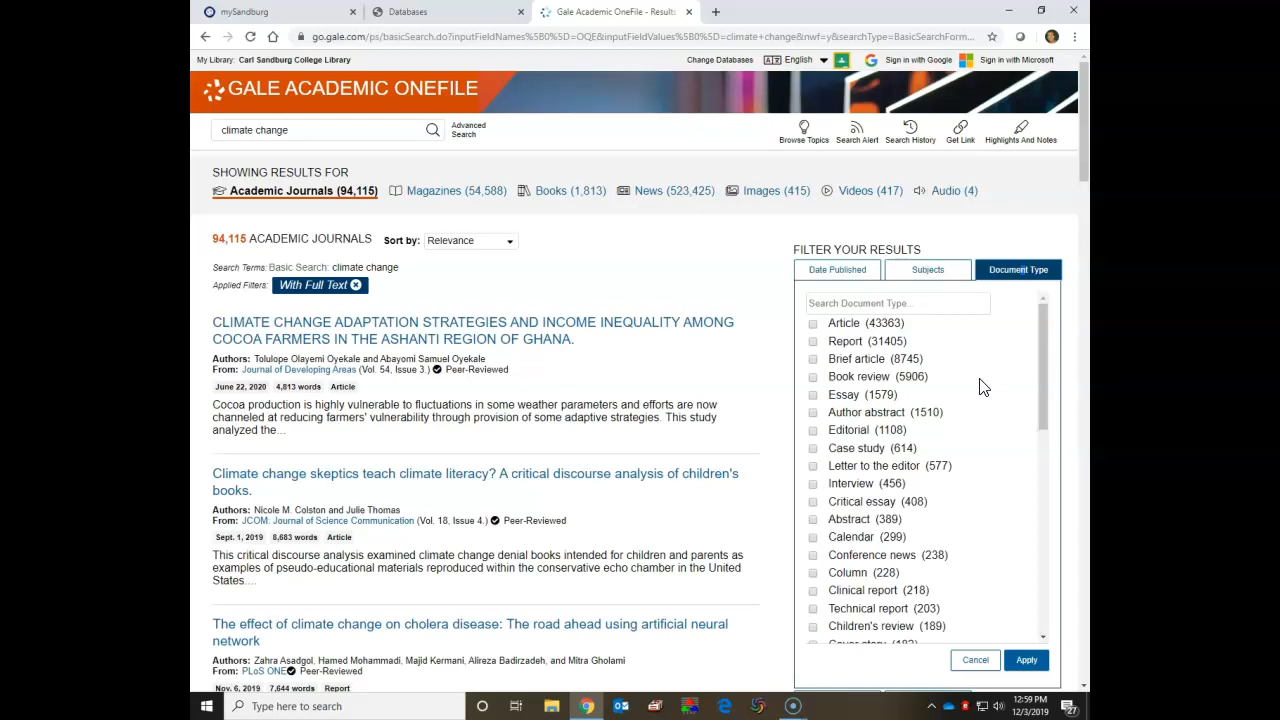 mySandburg
Databases
Gale Academic OneFile - Results
go.gale.com/ps/basicSearch.do?inputFieldNames%5B0%5D=OQE&inputFieldValues%5B0%5D=climate+change&nwf=y&searchType=BasicSearchForm...
My Library: Carl Sandburg College Library
Change Databases
English
Sign in with Google
Sign in with Microsoft
GALE ACADEMIC ONEFILE
climate change
Advanced
Search
Browse Topics
Search Alert
Search History
Get Link
Highlights And Notes
SHOWING RESULTS FOR
Academic Journals (94,115)
Magazines (54,588)
Books (1,813)
News (523,425)
Images (415)
Videos (417)
Audio (4)
94,115 ACADEMIC JOURNALS
Sort by: Relevance
Search Terms: Basic Search: climate change
Applied Filters: With Full Text
CLIMATE CHANGE ADAPTATION STRATEGIES AND INCOME INEQUALITY AMONG
COCOA FARMERS IN THE ASHANTI REGION OF GHANA.
Authors: Tolulope Olayemi Oyekale and Abayomi Samuel Oyekale
From: Journal of Developing Areas (Vol. 54, Issue 3.) Peer-Reviewed
June 22, 2020 4,813 words Article
Cocoa production is highly vulnerable to fluctuations in some weather parameters and efforts are now
channeled at reducing farmers' vulnerability through provision of some adaptive strategies. This study
analyzed the...
Climate change skeptics teach climate literacy? A critical discourse analysis of children's
books.
Authors: Nicole M. Colston and Julie Thomas
From: JCOM: Journal of Science Communication (Vol. 18, Issue 4.) Peer-Reviewed
Sept. 1, 2019 8,683 words Article
This critical discourse analysis examined climate change denial books intended for children and parents as
examples of pseudo-educational materials reproduced within the conservative echo chamber in the United
States....
The effect of climate change on cholera disease: The road ahead using artificial neural
network
Authors: Zahra Asadgol, Hamed Mohammadi, Majid Kermani, Alireza Badirzadeh, and Mitra Gholami
From: PLoS ONE Peer-Reviewed
Nov. 6, 2019 7,644 words Report
FILTER YOUR RESULTS
Date Published
Subjects
Document Type
Search Document Type...
Article (43363)
Report (31405)
Brief article (8745)
Book review (5906)
Essay (1579)
Author abstract (1510)
Editorial (1108)
Case study (614)
Letter to the editor (577)
Interview (456)
Critical essay (408)
Abstract (389)
Calendar (299)
Conference news (238)
Column (228)
Clinical report (218)
Technical report (203)
Children's review (189)
Cover story (182)
Cancel
Apply
Type here to search
12:59 PM
12/3/2019
27